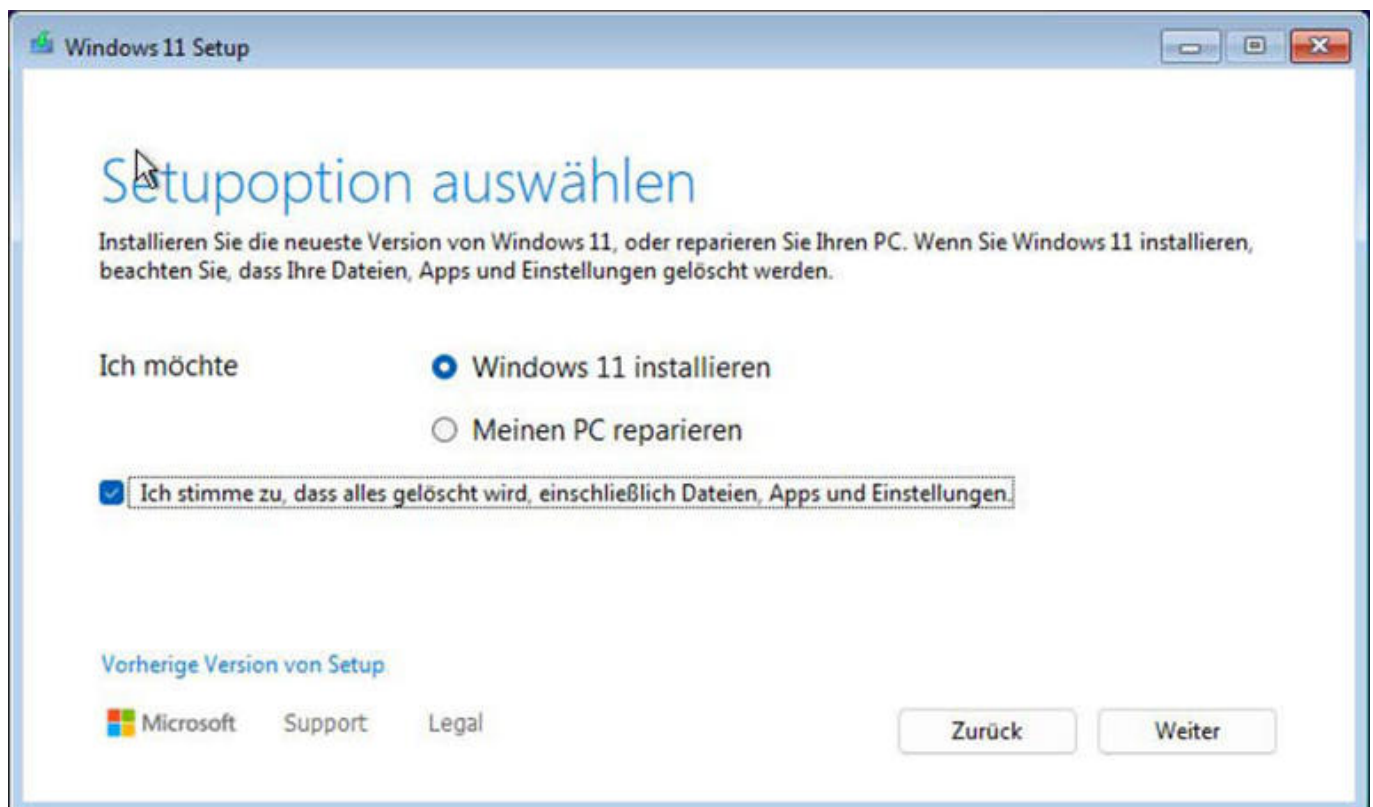 Windows 11 Setup
Setupoption auswählen
Installieren Sie die neueste Version von Windows 11, oder reparieren Sie Ihren PC. Wenn Sie Windows 11 installieren,
beachten Sie, dass Ihre Dateien, Apps und Einstellungen gelöscht werden.
Ich möchte
Windows 11 installieren
Meinen PC reparieren
Ich stimme zu, dass alles gelöscht wird, einschließlich Dateien, Apps und Einstellungen.
Vorherige Version von Setup
Microsoft Support Legal
Zurück Weiter